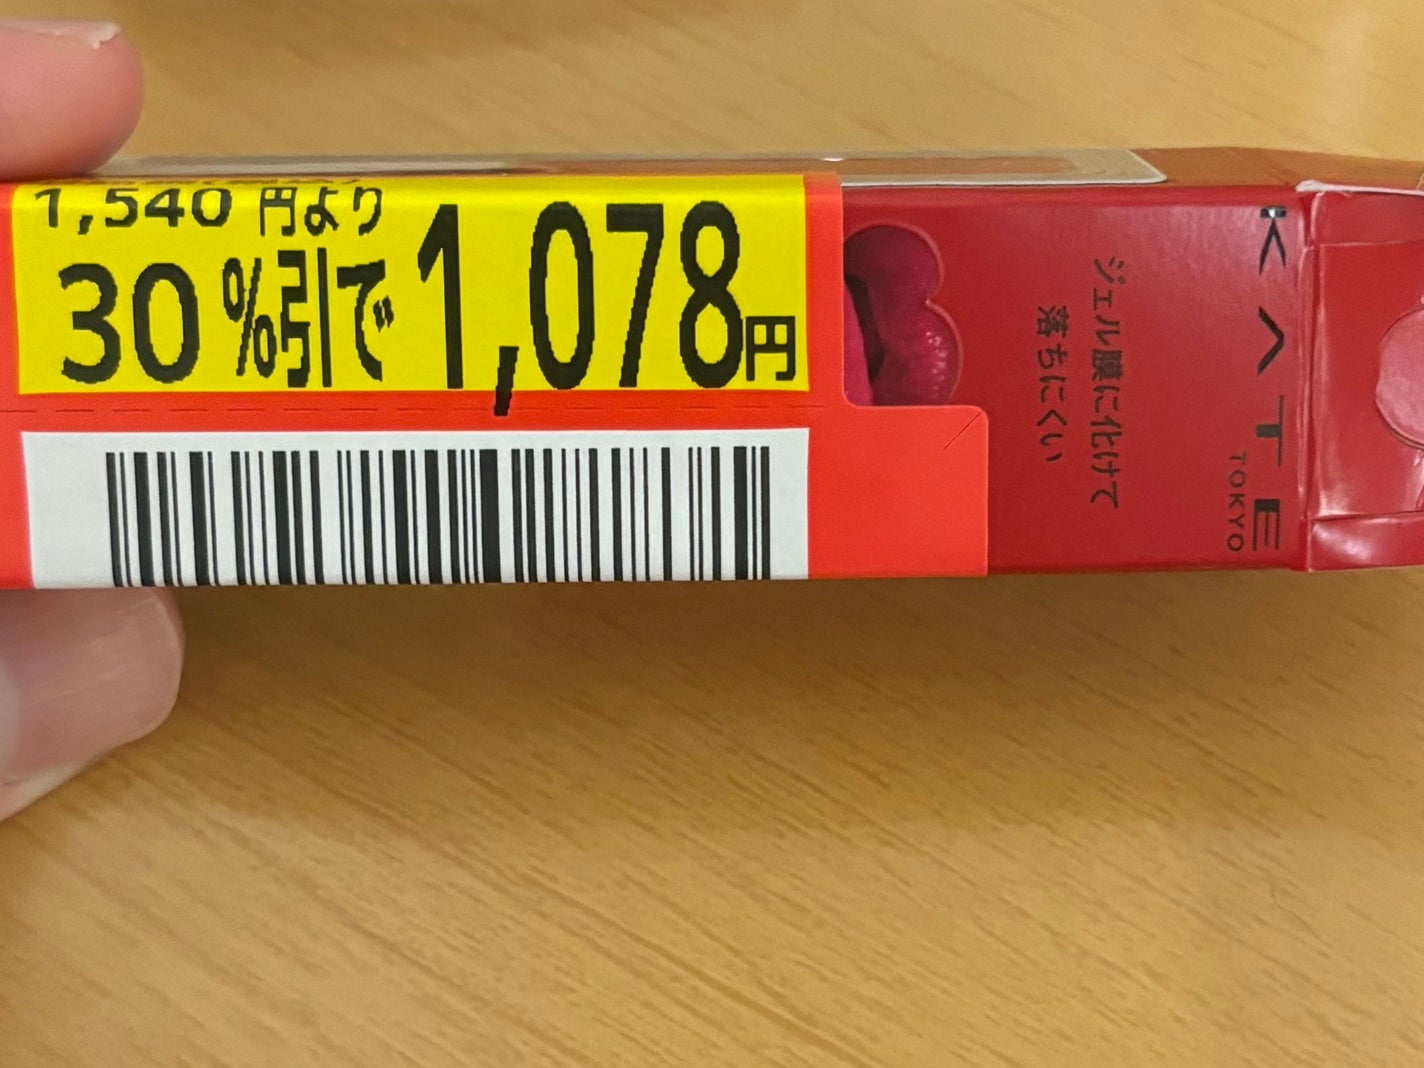 1,540 円より
30%引で 1,078円
KATE
TOKYO
ジェル膜に化けて
落ちにくい